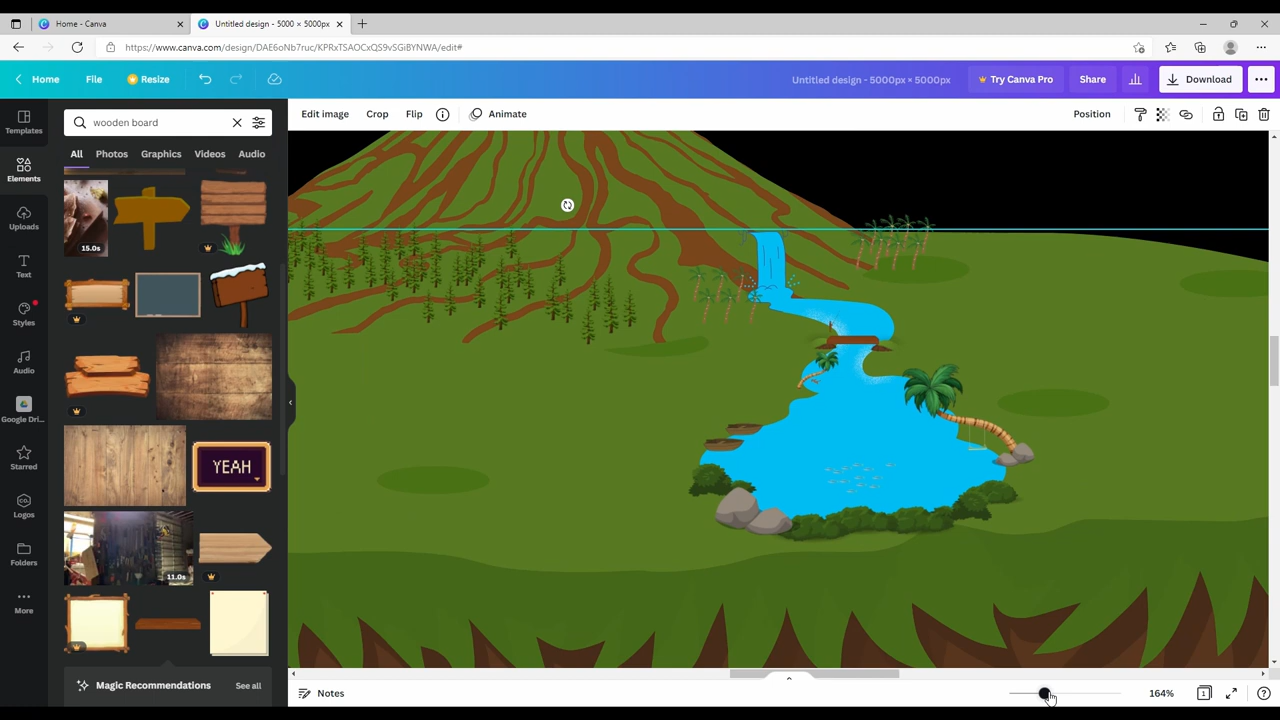 Home - Canva
Untitled design - 5000 × 5000px
https://www.canva.com/design/DAE6oNb7ruc/KPRxTSAOCxQS9vSGiBYNWA/edit#
Home
File
Resize
Untitled design - 5000px × 5000px
Try Canva Pro
Share
Download
Templates
wooden board
Edit image
Crop
Flip
Animate
Position
All
Photos
Graphics
Videos
Audio
Elements
Uploads
Text
Styles
Audio
Google Dri...
Starred
Logos
Folders
More
15.0s
YEAH
11.0s
Magic Recommendations
See all
Notes
164%
1